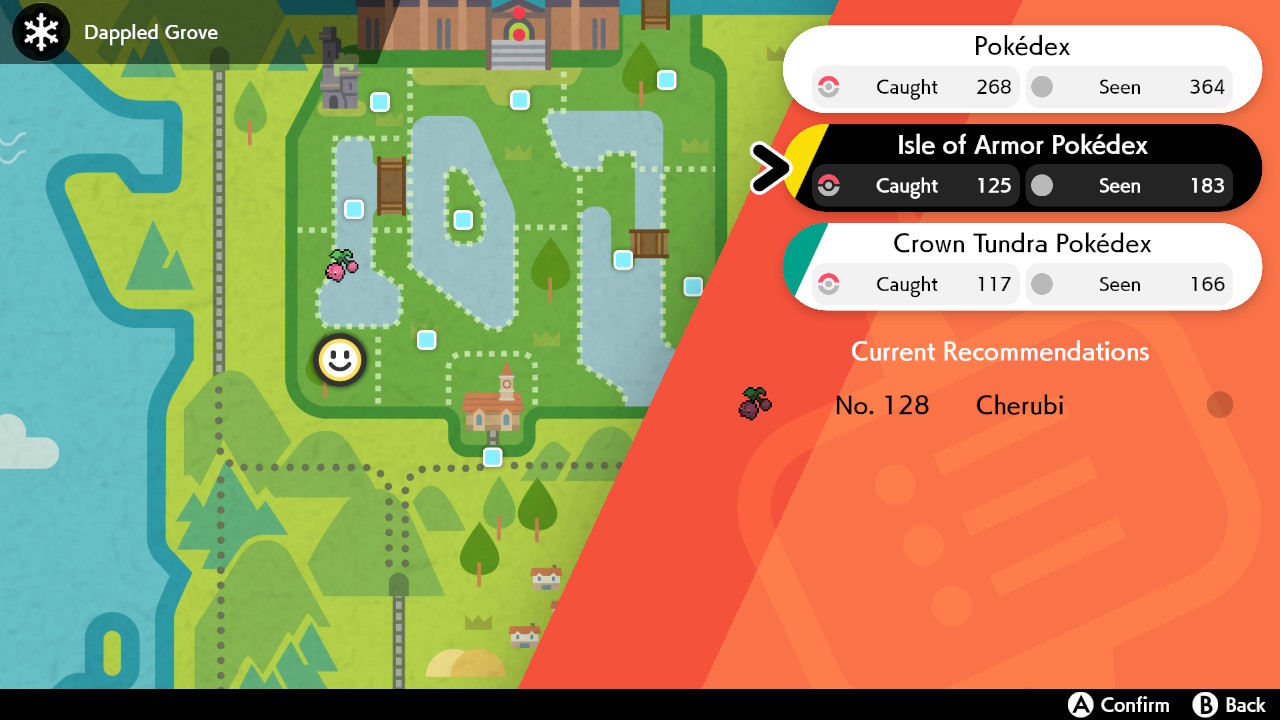 Dappled Grove
Pokédex
Caught 268 Seen 364
Isle of Armor Pokédex
Caught 125 Seen 183
Crown Tundra Pokédex
Caught 117 Seen 166
Current Recommendations
No. 128 Cherubi
A Confirm B Back